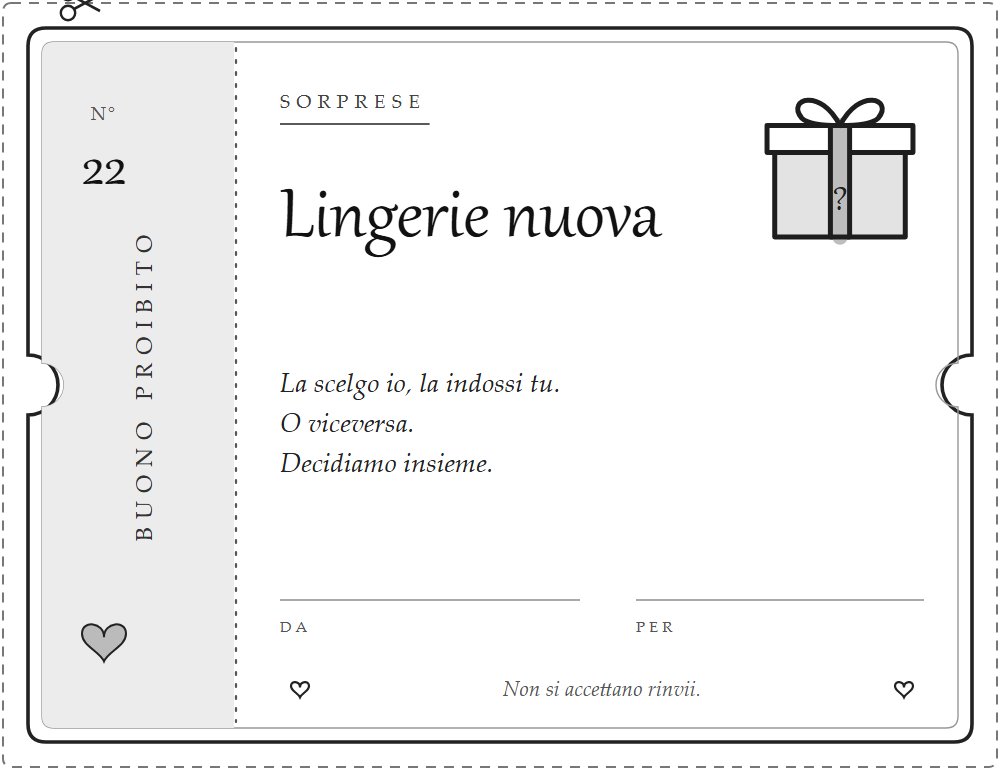 N°
22
BUONO PROIBITO
SORPRESE
Lingerie nuova
?
La scelgo io, la indossi tu.
O viceversa.
Decidiamo insieme.
DA
PER
Non si accettano rinvii.